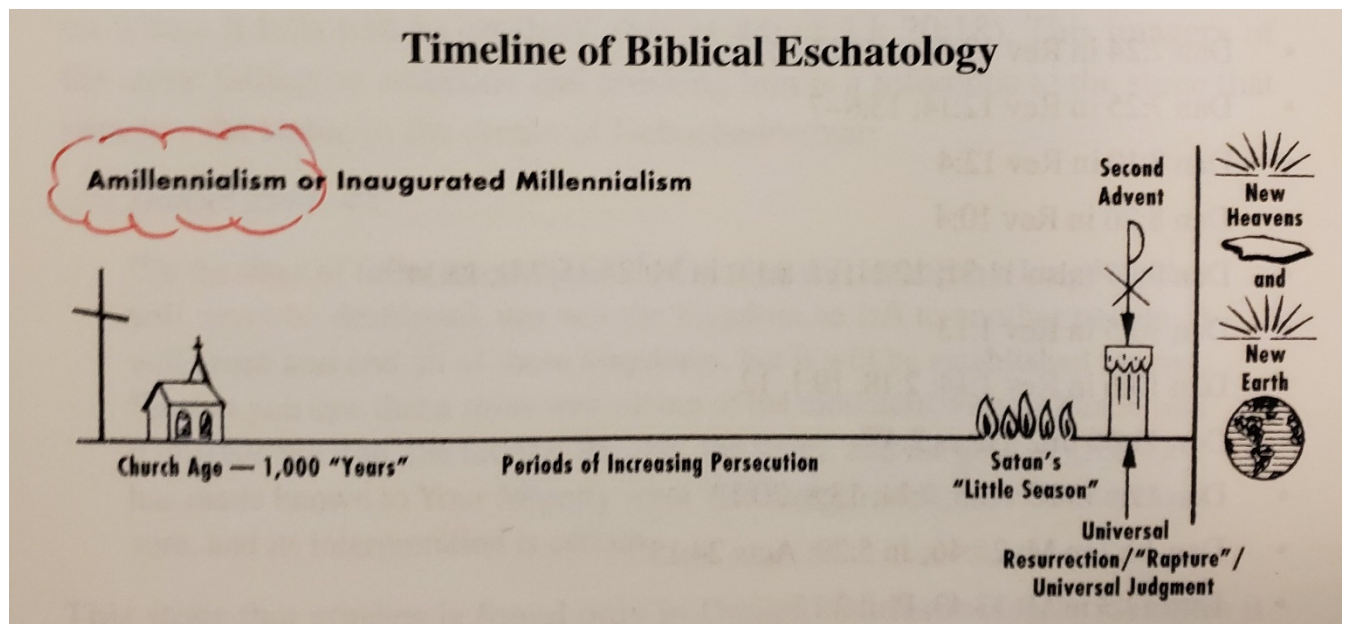 Timeline of Biblical Eschatology
Amillennialism or Inaugurated Millennialism
Second
Advent
New
Heavens
and
New
Earth
Church Age — 1,000 "Years"
Periods of Increasing Persecution
Satan's
"Little Season"
Universal
Resurrection/"Rapture"/
Universal Judgment